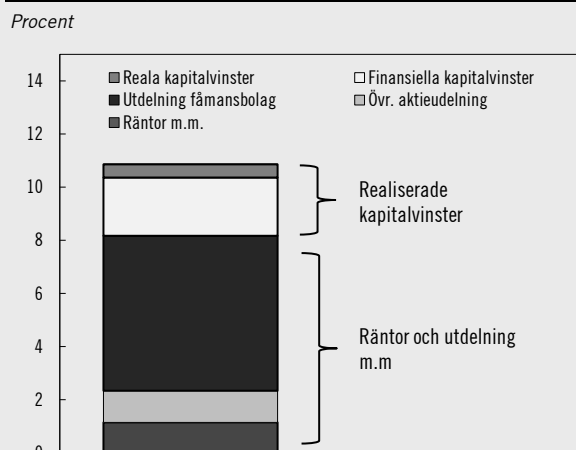 Procent
14
Reala kapitalvinster
Finansiella kapitalvinster
Utdelning fåmansbolag
Övr. aktieudelning
Räntor m.m.
12
10
8
6
4
2
0
Realiserade
kapitalvinster
Räntor och utdelning
m.m